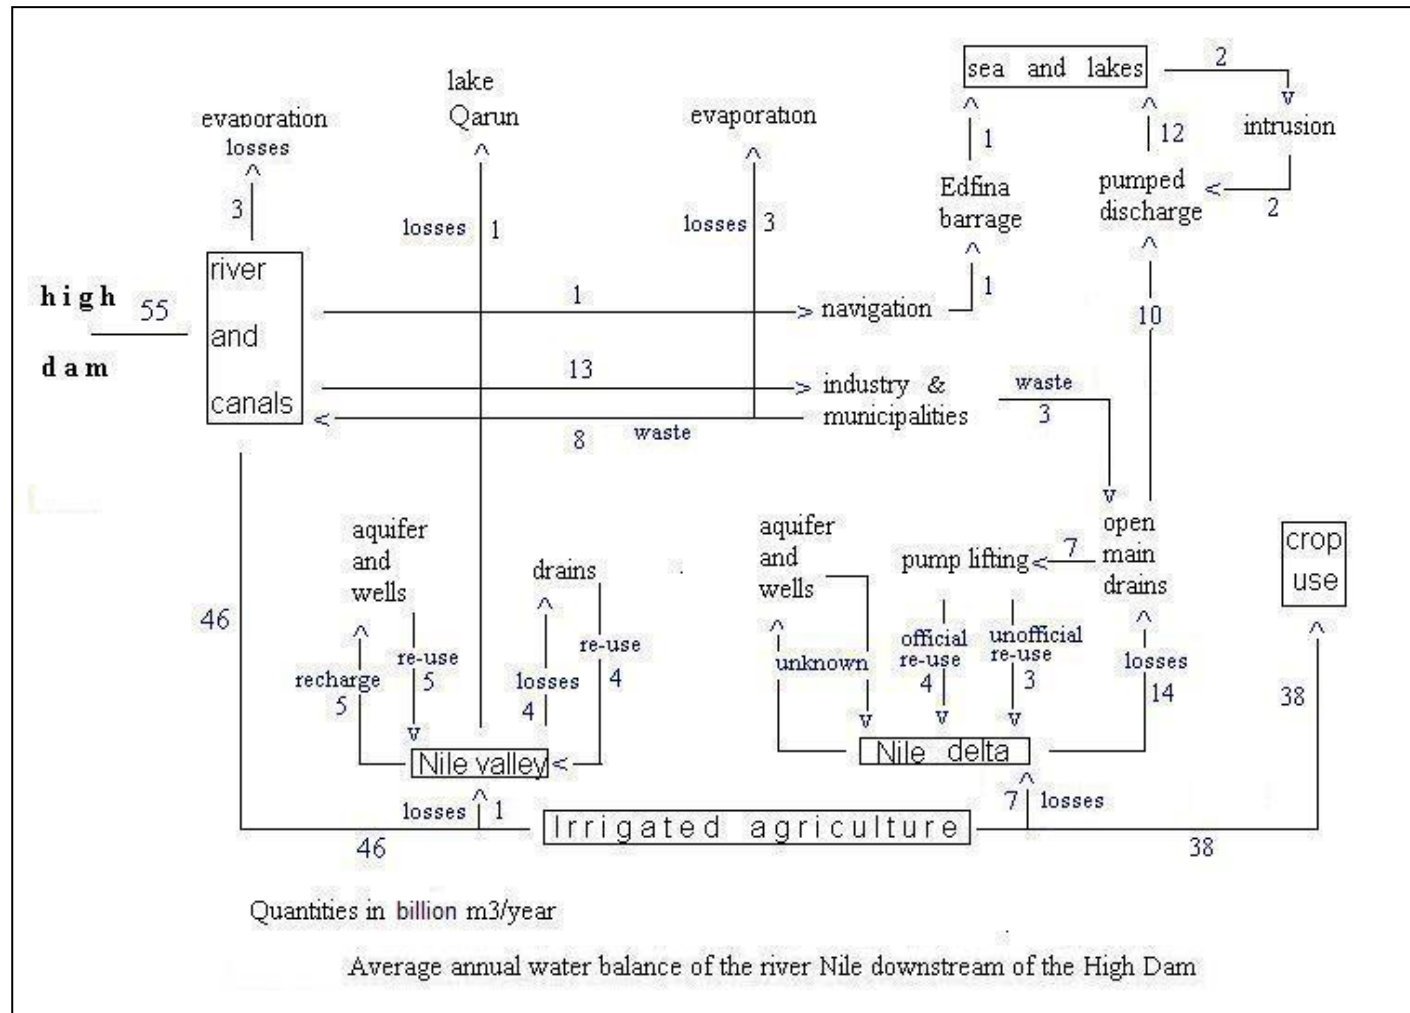 sea and lakes
2
lake
Qarun
evaporation
losses
evaporation
1
12
intrusion
3
losses
1
losses
3
Edfina
barrage
pumped
discharge
2
high
dam
55
river
and
canals
1
navigation
1
10
13
industry &
municipalities
waste
3
8
waste
aquifer
and
wells
drains
aquifer
and
wells
pump lifting
7
open
main
drains
crop
use
46
recharge
5
re-use
5
losses
4
re-use
4
unknown
official
re-use
4
unofficial
re-use
3
losses
14
38
Nile valley
Nile delta
losses
1
7
losses
Irrigated agriculture
46
38
Quantities in billion m3/year
Average annual water balance of the river Nile downstream of the High Dam